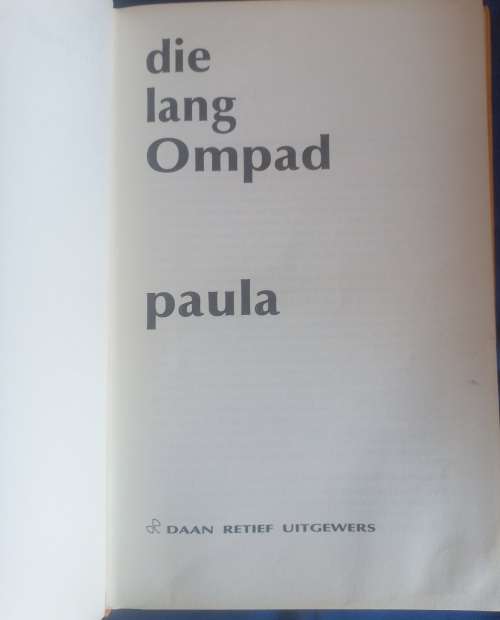 die
lang
Ompad
paula
DAAN RETIEF UITGEWERS